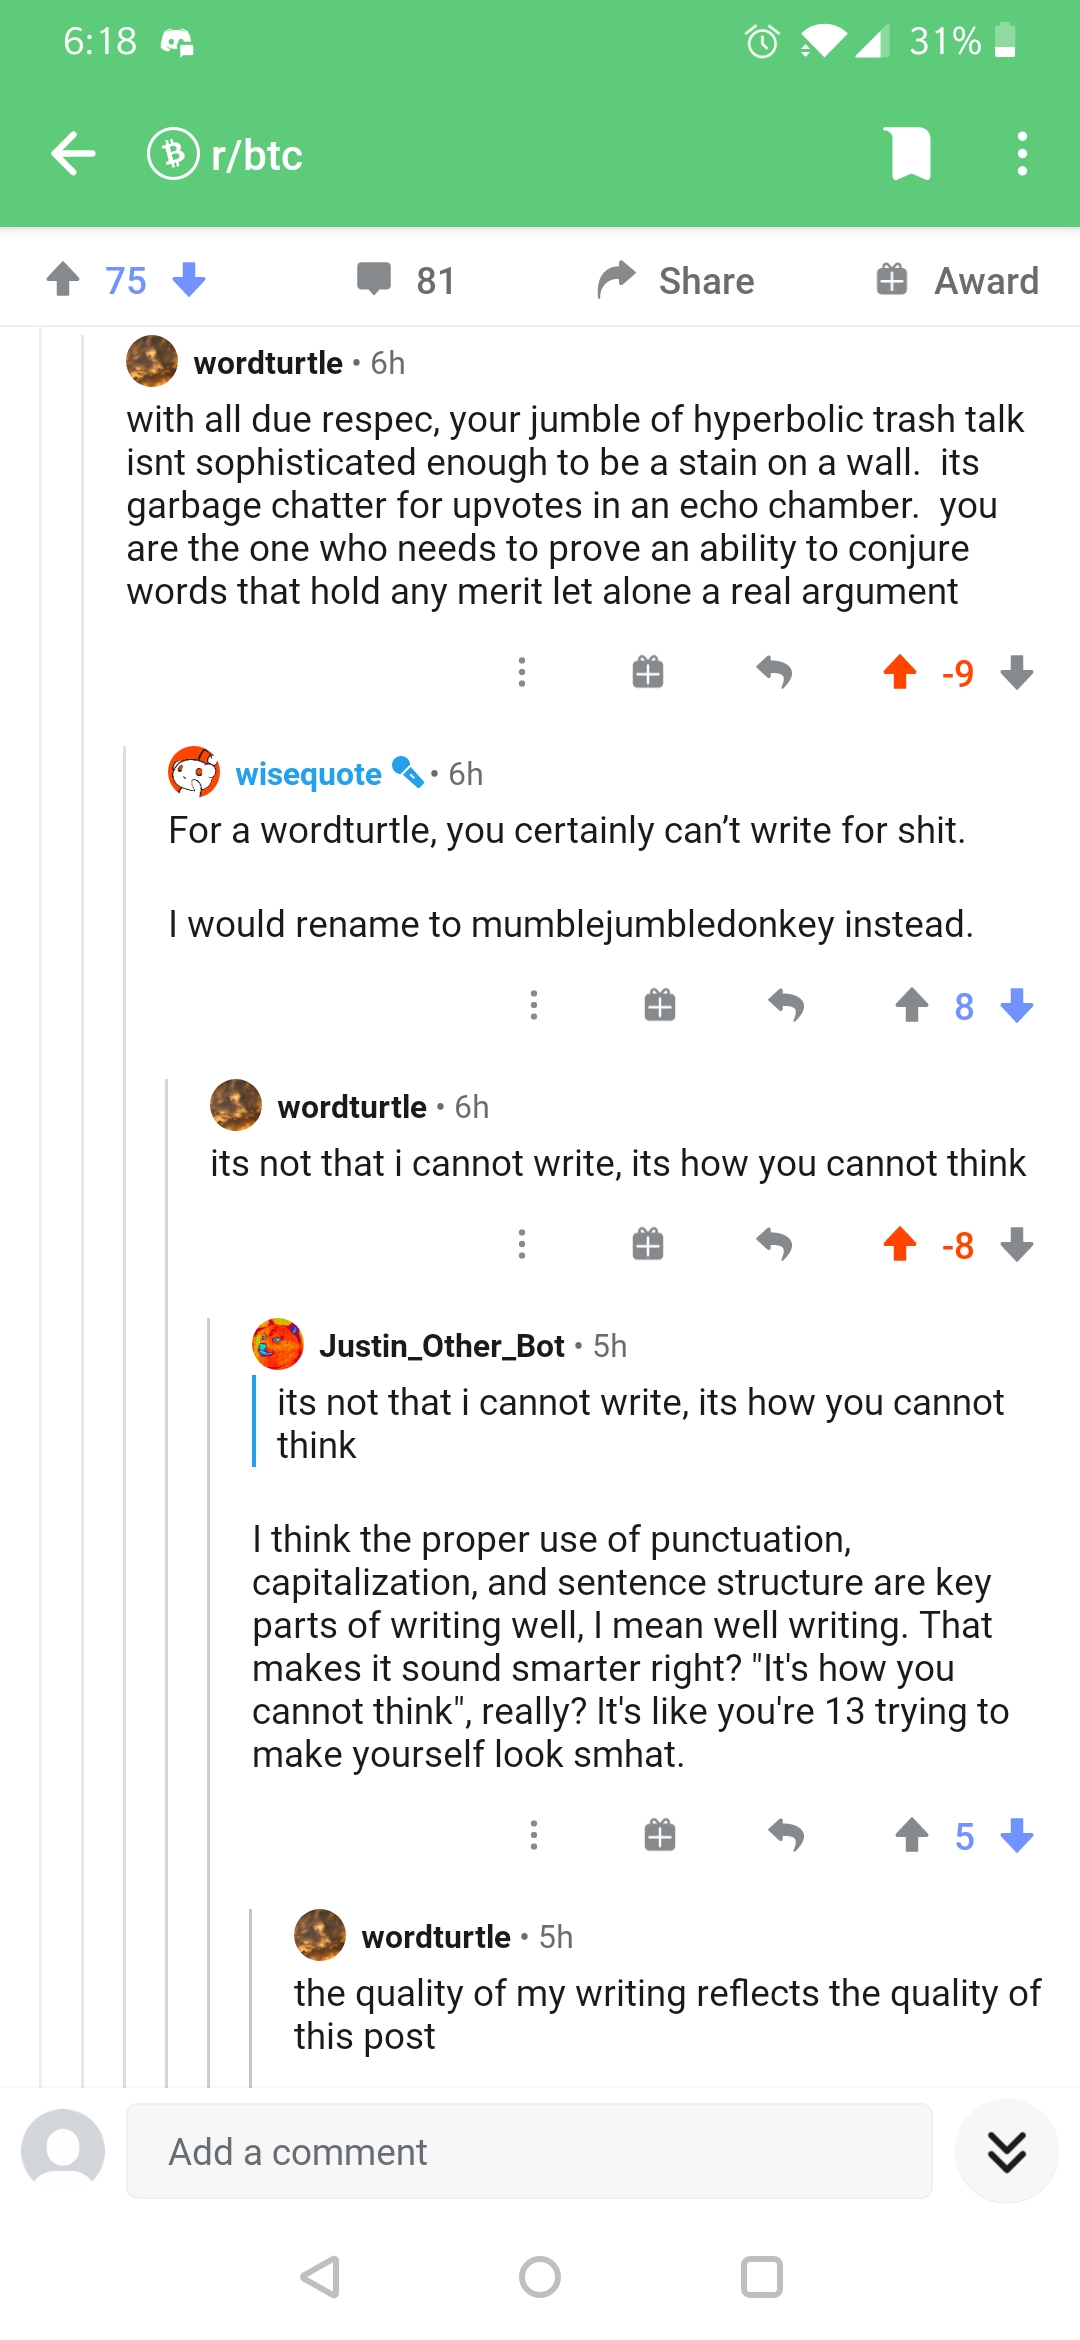 6:18 31%
r/btc
75 81 Share Award
wordturtle • 6h
with all due respec, your jumble of hyperbolic trash talk
isnt sophisticated enough to be a stain on a wall.  its
garbage chatter for upvotes in an echo chamber.  you
are the one who needs to prove an ability to conjure
words that hold any merit let alone a real argument
-9
wisequote • 6h
For a wordturtle, you certainly can’t write for shit.
I would rename to mumblejumbledonkey instead.
8
wordturtle • 6h
its not that i cannot write, its how you cannot think
-8
Justin_Other_Bot • 5h
its not that i cannot write, its how you cannot
think
I think the proper use of punctuation,
capitalization, and sentence structure are key
parts of writing well, I mean well writing. That
makes it sound smarter right? "It's how you
cannot think", really? It's like you're 13 trying to
make yourself look smhat.
5
wordturtle • 5h
the quality of my writing reflects the quality of
this post
Add a comment